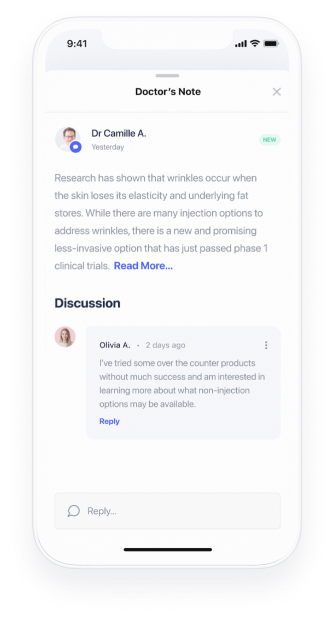 9:41
Doctor's Note
Dr Camille A.
NEW
Yesterday
Research has shown that wrinkles occur when
the skin loses its elasticity and underlying fat
stores. While there are many injection options to
address wrinkles, there is a new and promising
less-invasive option that has just passed phase 1
clinical trials. Read More...
Discussion
Olivia A. • 2 days ago
I've tried some over the counter products
without much success and am interested in
learning more about what non-injection
options may be available.
Reply
Reply...